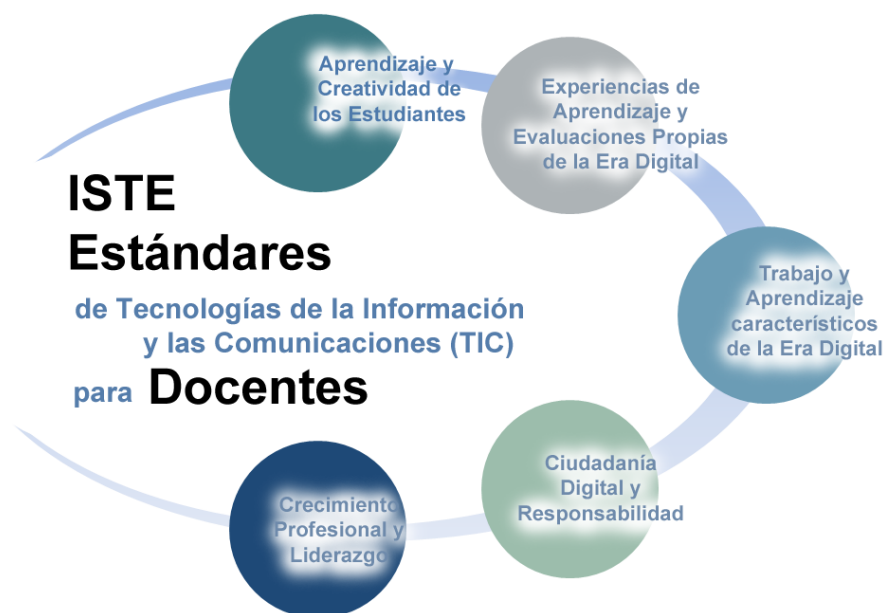 ISTE
Estándares
de Tecnologías de la Información
y las Comunicaciones (TIC)
para Docentes
Aprendizaje y
Creatividad de
los Estudiantes
Experiencias de
Aprendizaje y
Evaluaciones Propias
de la Era Digital
Trabajo y
Aprendizaje
característicos
de la Era Digital
Ciudadanía
Digital y
Responsabilidad
Crecimiento
Profesional y
Liderazgo